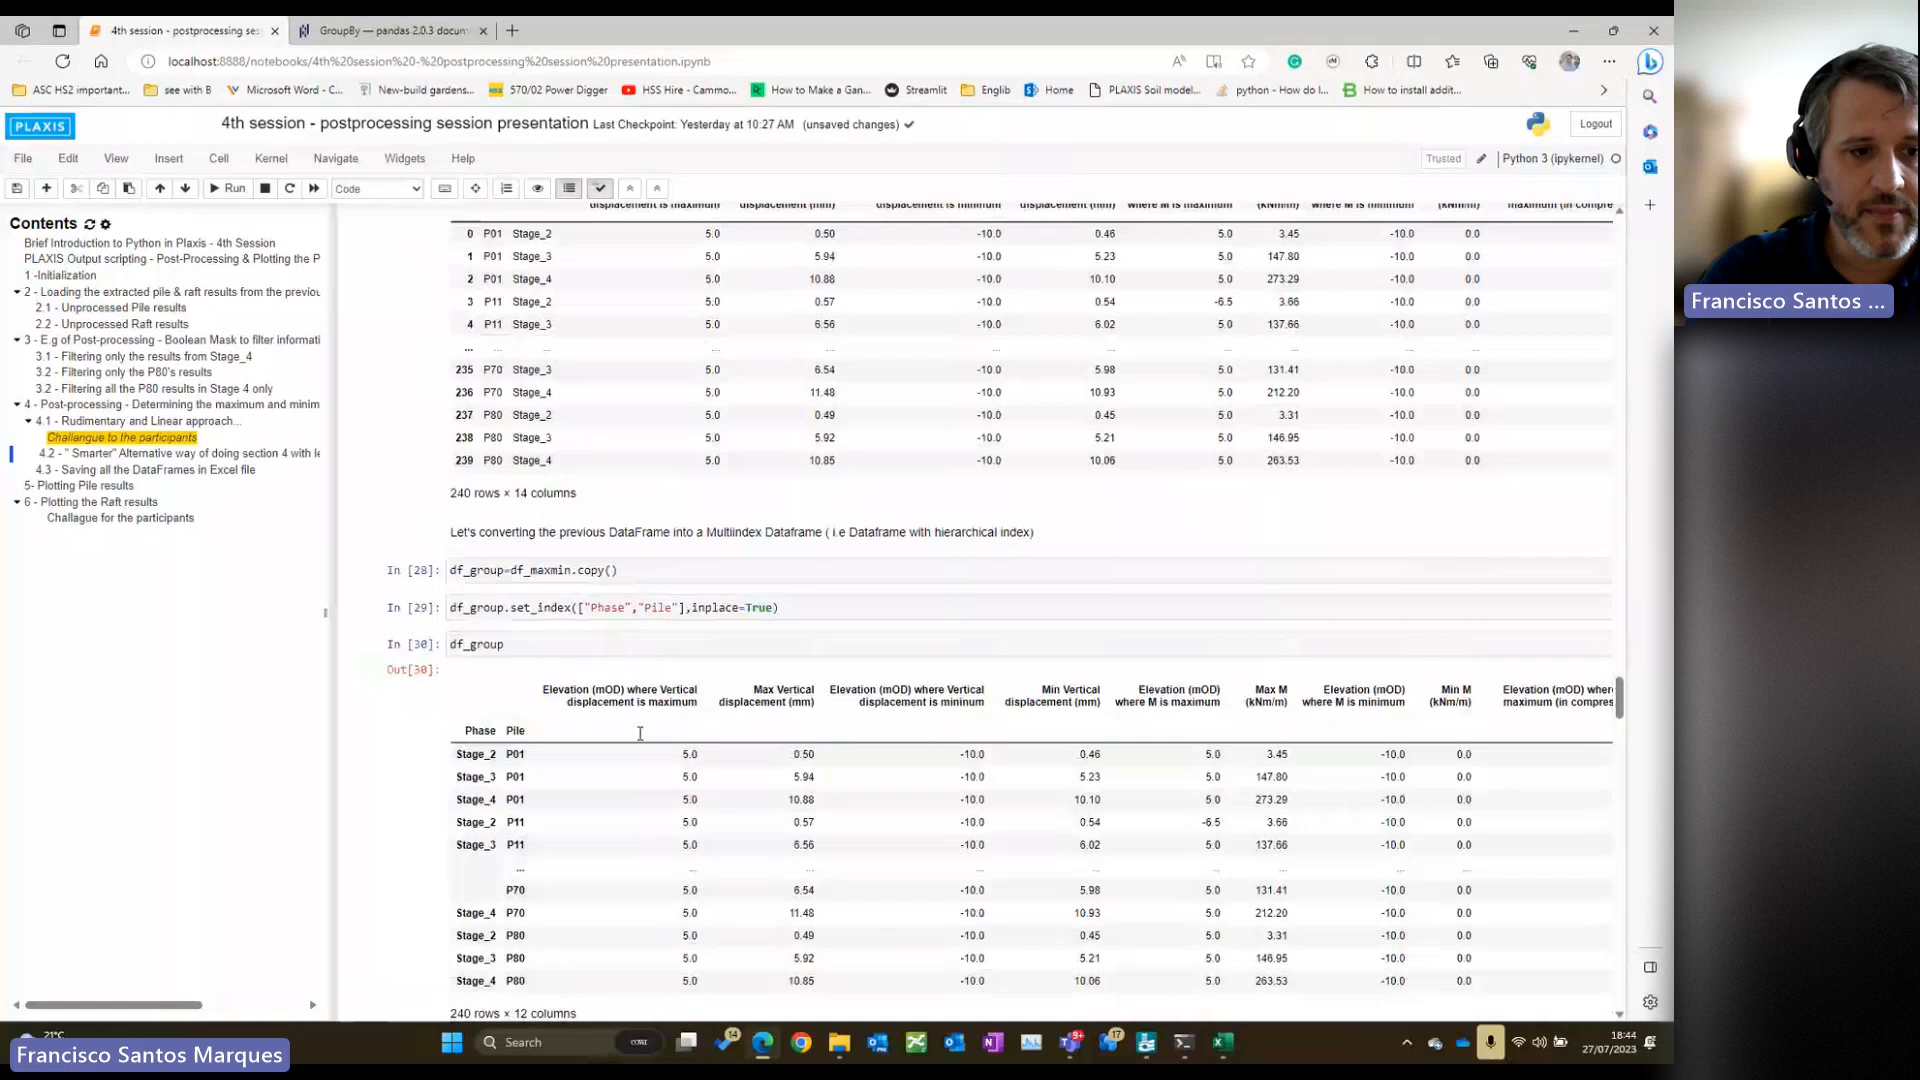 4th session - postprocessing ses
GroupBy — pandas 2.0.3 docum
localhost:8888/notebooks/4th%20session%20-%20postprocessing%20session%20presentation.ipynb
ASC HS2 important... see with B Microsoft Word - C... New-build gardens... 570/02 Power Digger HSS Hire - Cammo... How to Make a Gan... Streamlit Englib Home PLAXIS Soil model... python - How do I... How to install addit...
PLAXIS
4th session - postprocessing session presentation Last Checkpoint: Yesterday at 10:27 AM (unsaved changes)
Logout
File Edit View Insert Cell Kernel Navigate Widgets Help
Trusted Python 3 (ipykernel)
Run Code
Contents
Brief Introduction to Python in Plaxis - 4th Session
PLAXIS Output scripting - Post-Processing & Plotting the P
1 -Initialization
2 - Loading the extracted pile & raft results from the previou
2.1 - Unprocessed Pile results
2.2 - Unprocessed Raft results
3 - E.g of Post-processing - Boolean Mask to filter informati
3.1 - Filtering only the results from Stage_4
3.2 - Filtering only the P80's results
3.2 - Filtering all the P80 results in Stage 4 only
4 - Post-processing - Determining the maximum and minim
4.1 - Rudimentary and Linear approach...
Challangue to the participants
4.2 - " Smarter" Alternative way of doing section 4 with le
4.3 - Saving all the DataFrames in Excel file
5- Plotting Pile results
6 - Plotting the Raft results
Challague for the participants
displacement is maximum displacement (mm) displacement is minimum displacement (mm) where M is maximum (kNm/m) where M is minimum (kNm/m) maximum (in compre
0 P01 Stage_2 5.0 0.50 -10.0 0.46 5.0 3.45 -10.0 0.0
1 P01 Stage_3 5.0 5.94 -10.0 5.23 5.0 147.80 -10.0 0.0
2 P01 Stage_4 5.0 10.88 -10.0 10.10 5.0 273.29 -10.0 0.0
3 P11 Stage_2 5.0 0.57 -10.0 0.54 -6.5 3.66 -10.0 0.0
4 P11 Stage_3 5.0 6.56 -10.0 6.02 5.0 137.66 -10.0 0.0
... ... ... ... ... ... ... ... ... ... ...
235 P70 Stage_3 5.0 6.54 -10.0 5.98 5.0 131.41 -10.0 0.0
236 P70 Stage_4 5.0 11.48 -10.0 10.93 5.0 212.20 -10.0 0.0
237 P80 Stage_2 5.0 0.49 -10.0 0.45 5.0 3.31 -10.0 0.0
238 P80 Stage_3 5.0 5.92 -10.0 5.21 5.0 146.95 -10.0 0.0
239 P80 Stage_4 5.0 10.85 -10.0 10.06 5.0 263.53 -10.0 0.0
240 rows × 14 columns
Let's converting the previous DataFrame into a Multiindex Dataframe ( i.e Dataframe with hierarchical index)
In [28]: df_group=df_maxmin.copy()
In [29]: df_group.set_index(["Phase","Pile"],inplace=True)
In [30]: df_group
Out[30]:
Elevation (mOD) where Vertical Max Vertical Elevation (mOD) where Vertical Min Vertical Elevation (mOD) Max M Elevation (mOD) Min M Elevation (mOD) wher
displacement is maximum displacement (mm) displacement is mininum displacement (mm) where M is maximum (kNm/m) where M is minimum (kNm/m) maximum (in compres
Phase Pile
Stage_2 P01 5.0 0.50 -10.0 0.46 5.0 3.45 -10.0 0.0
Stage_3 P01 5.0 5.94 -10.0 5.23 5.0 147.80 -10.0 0.0
Stage_4 P01 5.0 10.88 -10.0 10.10 5.0 273.29 -10.0 0.0
Stage_2 P11 5.0 0.57 -10.0 0.54 -6.5 3.66 -10.0 0.0
Stage_3 P11 5.0 6.56 -10.0 6.02 5.0 137.66 -10.0 0.0
... ... ... ... ... ... ... ... ...
P70 5.0 6.54 -10.0 5.98 5.0 131.41 -10.0 0.0
Stage_4 P70 5.0 11.48 -10.0 10.93 5.0 212.20 -10.0 0.0
Stage_2 P80 5.0 0.49 -10.0 0.45 5.0 3.31 -10.0 0.0
Stage_3 P80 5.0 5.92 -10.0 5.21 5.0 146.95 -10.0 0.0
Stage_4 P80 5.0 10.85 -10.0 10.06 5.0 263.53 -10.0 0.0
240 rows × 12 columns
Francisco Santos ...
21°C
Francisco Santos Marques
Search
14
9+
17
18:44
27/07/2023